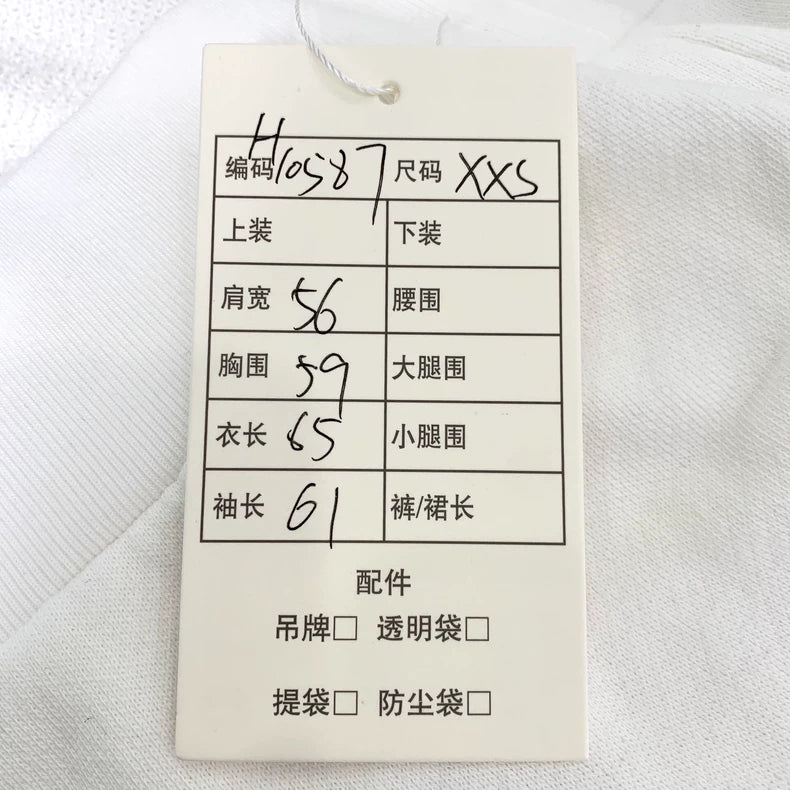 编码 H10587 尺码 XXS
上装 下装
肩宽 56 腰围
胸围 59 大腿围
衣长 65 小腿围
袖长 61 裤/裙长
配件
吊牌□ 透明袋□
提袋□ 防尘袋□